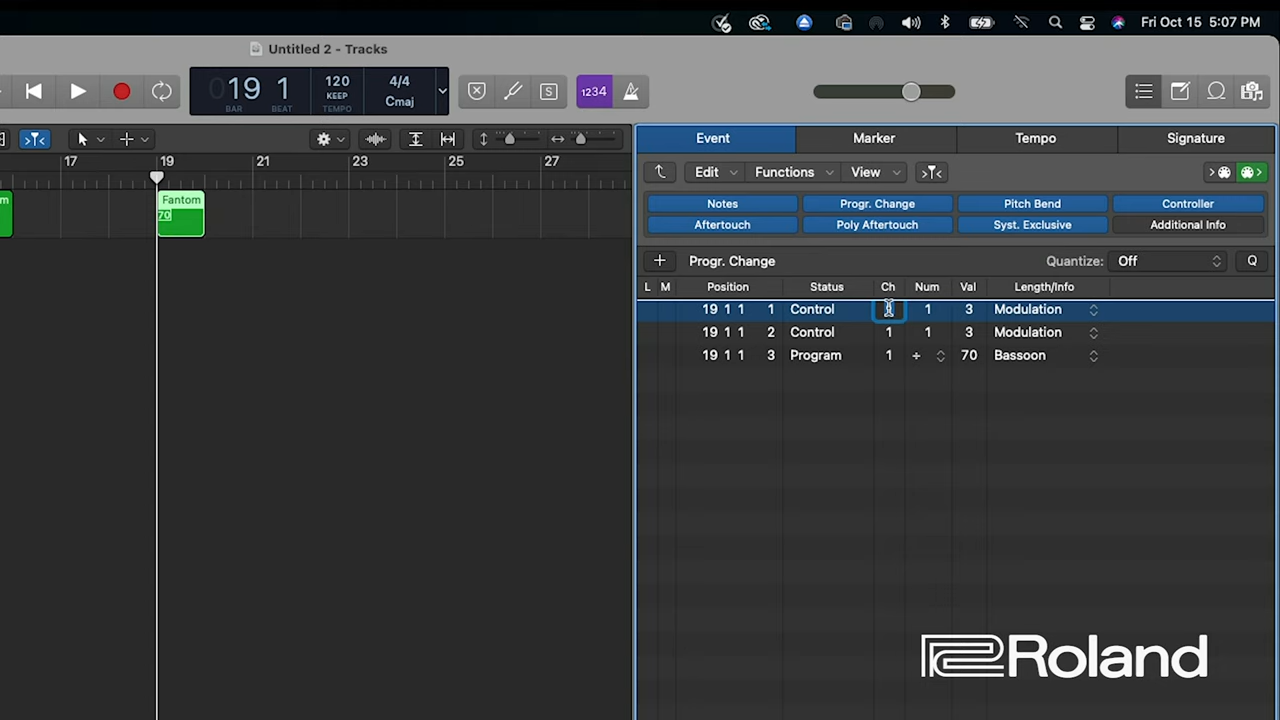 Fri Oct 15 5:07 PM
Untitled 2 - Tracks
19 1
BAR BEAT
120
KEEP
TEMPO
4/4
Cmaj
1234
17 19 21 23 25 27
Fantom
70
m
Event Marker Tempo Signature
Edit Functions View
Notes Progr. Change Pitch Bend Controller
Aftertouch Poly Aftertouch Syst. Exclusive Additional Info
+ Progr. Change Quantize: Off Q
L M Position Status Ch Num Val Length/Info
19 1 1 1 Control 1 3 Modulation
19 1 1 2 Control 1 1 3 Modulation
19 1 1 3 Program 1 ÷ 70 Bassoon
Roland